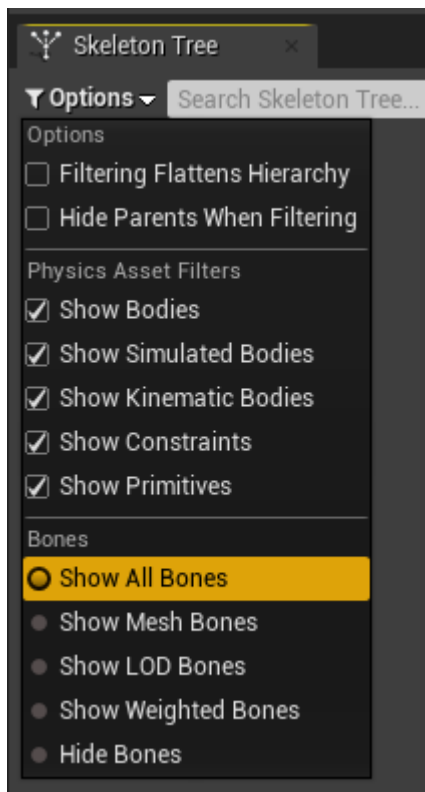 Skeleton Tree
Options Search Skeleton Tree...
Options
Filtering Flattens Hierarchy
Hide Parents When Filtering
Physics Asset Filters
Show Bodies
Show Simulated Bodies
Show Kinematic Bodies
Show Constraints
Show Primitives
Bones
Show All Bones
Show Mesh Bones
Show LOD Bones
Show Weighted Bones
Hide Bones